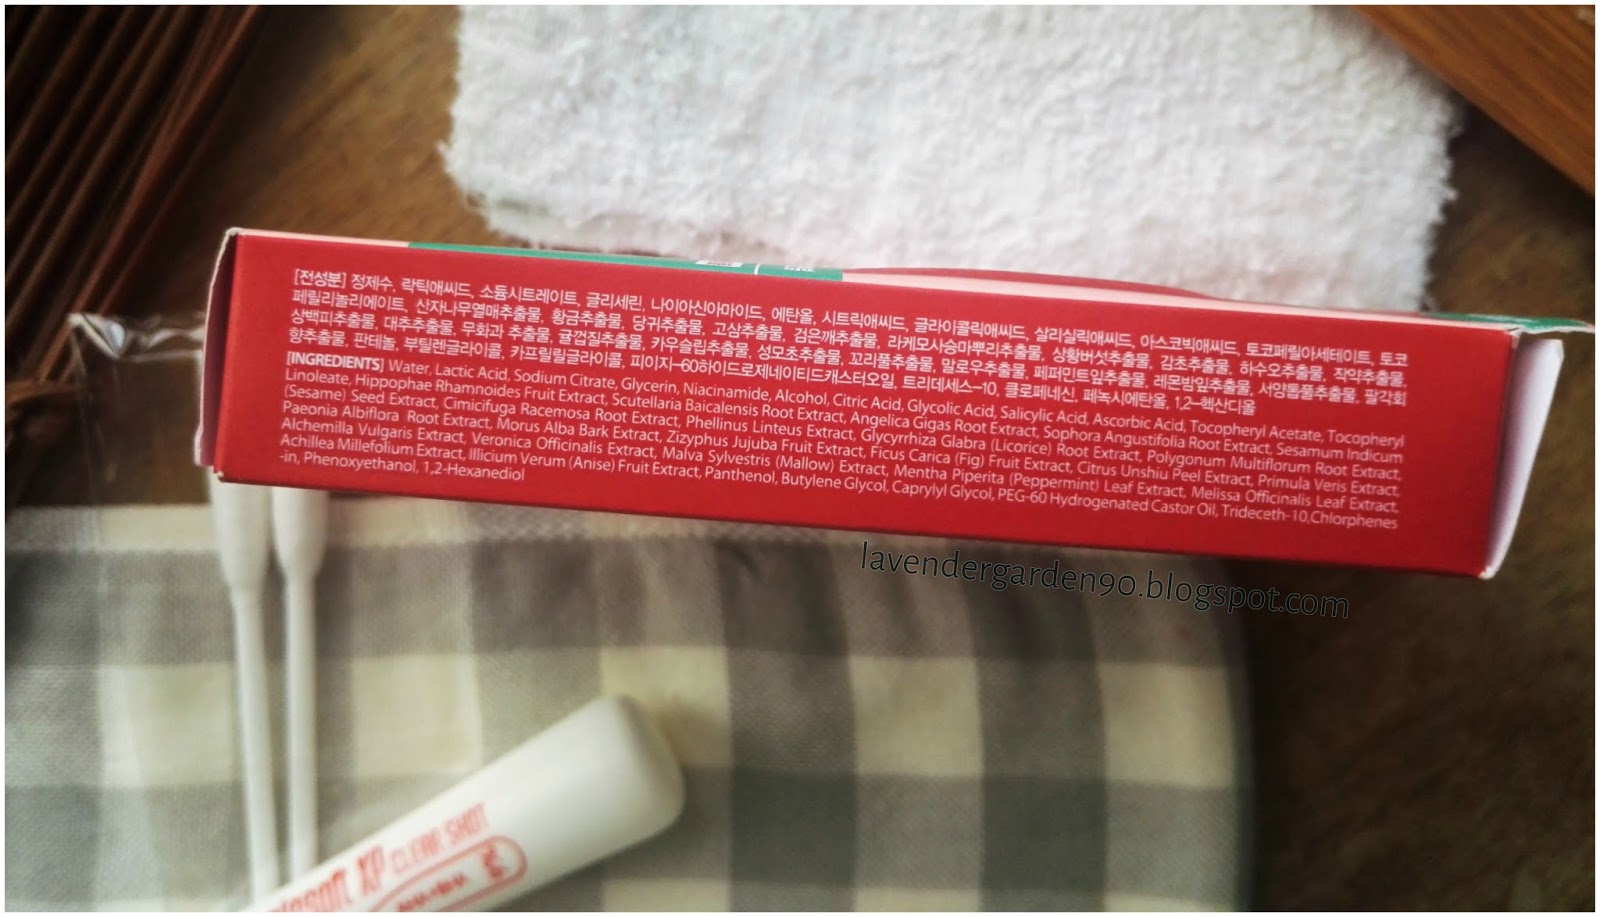 [전성분] 정제수, 락틱애씨드, 소듐시트레이트, 글리세린, 나이아신아마이드, 에탄올, 시트릭애씨드, 글라이콜릭애씨드, 살리실릭애씨드, 아스코빅애씨드, 토코페릴아세테이트, 토코
페릴리놀리에이트, 산자나무열매추출물, 황금추출물, 당귀추출물, 고삼추출물, 검은깨추출물, 라케모사승마뿌리추출물, 상황버섯추출물, 감초추출물, 하수오추출물, 작약추출물,
상백피추출물, 대추추출물, 무화과 추출물, 귤껍질추출물, 카우슬립추출물, 성모초추출물, 꼬리풀추출물, 말로우추출물, 페퍼민트잎추출물, 레몬밤잎추출물, 서양톱풀추출물, 팔각회
향추출물, 판테놀, 부틸렌글라이콜, 카프릴릴글라이콜, 피이지-60하이드로제네이티드캐스터오일, 트리데세스-10, 클로페네신, 페녹시에탄올, 1,2-헥산디올
[INGREDIENTS] Water, Lactic Acid, Sodium Citrate, Glycerin, Niacinamide, Alcohol, Citric Acid, Glycolic Acid, Salicylic Acid, Ascorbic Acid, Tocopheryl Acetate, Tocopheryl
Linoleate, Hippophae Rhamnoides Fruit Extract, Scutellaria Baicalensis Root Extract, Angelica Gigas Root Extract, Sophora Angustifolia Root Extract, Sesamum Indicum
(Sesame) Seed Extract, Cimicifuga Racemosa Root Extract, Phellinus Linteus Extract, Glycyrrhiza Glabra (Licorice) Root Extract, Polygonum Multiflorum Root Extract,
Paeonia Albiflora Root Extract, Morus Alba Bark Extract, Zizyphus Jujuba Fruit Extract, Ficus Carica (Fig) Fruit Extract, Citrus Unshiu Peel Extract, Primula Veris Extract,
Alchemilla Vulgaris Extract, Veronica Officinalis Extract, Malva Sylvestris (Mallow) Extract, Mentha Piperita (Peppermint) Leaf Extract, Melissa Officinalis Leaf Extract,
Achillea Millefolium Extract, Illicium Verum (Anise) Fruit Extract, Panthenol, Butylene Glycol, Caprylyl Glycol, PEG-60 Hydrogenated Castor Oil, Trideceth-10,Chlorphenes
-in, Phenoxyethanol, 1,2-Hexanediol
lavendergarden90.blogspot.com
XP CLEAR SHOT